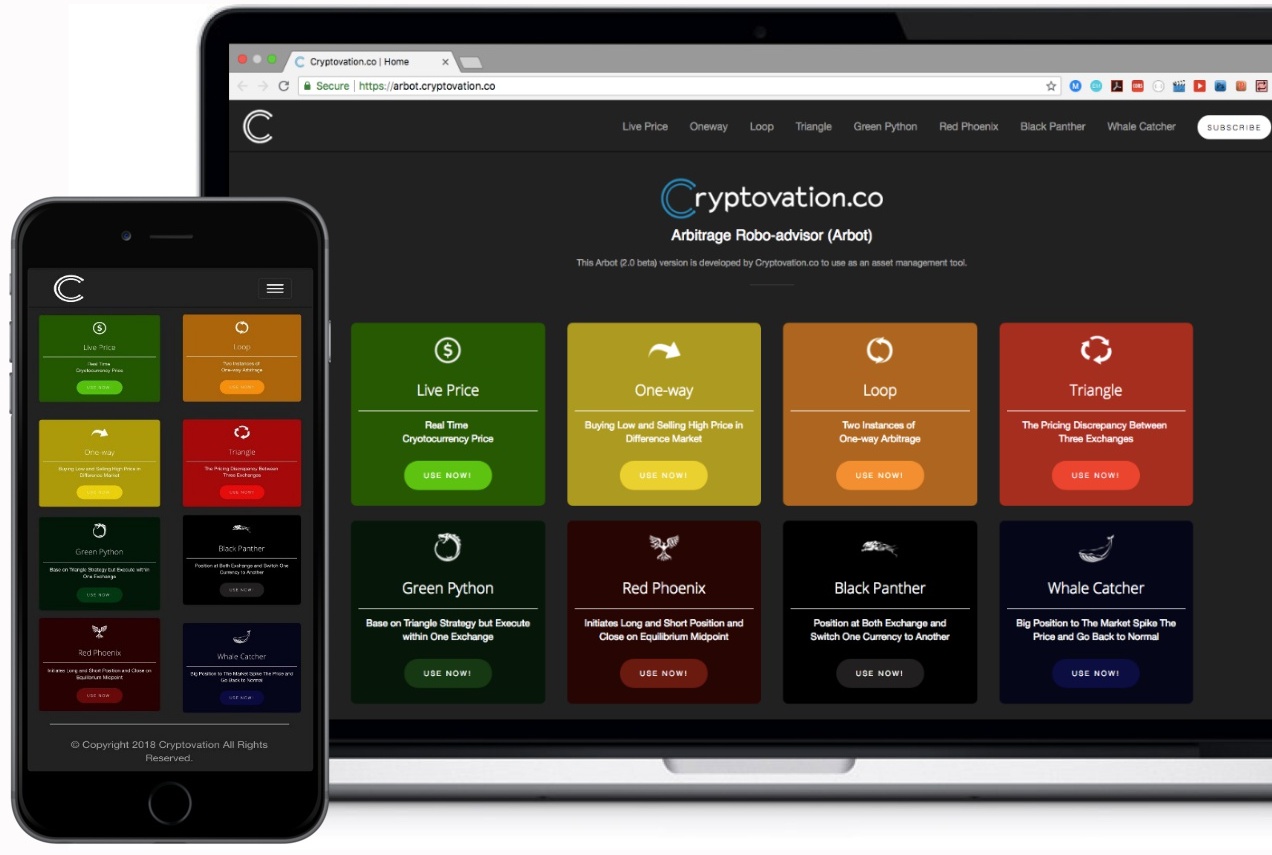 Cryptovation.co | Home
Secure | https://arbot.cryptovation.co
Live Price Oneway Loop Triangle Green Python Red Phoenix Black Panther Whale Catcher SUBSCRIBE
Cryptovation.co
Arbitrage Robo-advisor (Arbot)
This Arbot (2.0 beta) version is developed by Cryptovation.co to use as an asset management tool.
Live Price
Real Time
Cryotocurrency Price
USE NOW!
One-way
Buying Low and Selling High Price in
Difference Market
USE NOW!
Loop
Two Instances of
One-way Arbitrage
USE NOW!
Triangle
The Pricing Discrepancy Between
Three Exchanges
USE NOW!
Green Python
Base on Triangle Strategy but Execute
within One Exchange
USE NOW!
Red Phoenix
Initiates Long and Short Position and
Close on Equilibrium Midpoint
USE NOW!
Black Panther
Position at Both Exchange and
Switch One Currency to Another
USE NOW!
Whale Catcher
Big Position to The Market Spike The
Price and Go Back to Normal
USE NOW!
Live Price
Real Time
Cryotocurrency Price
USE NOW!
Loop
Two Instances of
One-way Arbitrage
USE NOW!
One-way
Buying Low and Selling High Price in
Difference Market
USE NOW!
Triangle
The Pricing Discrepancy Between
Three Exchanges
USE NOW!
Green Python
Base on Triangle Strategy but Execute within
One Exchange
USE NOW!
Black Panther
Position at Both Exchange and Switch One
Currency to Another
USE NOW!
Red Phoenix
Initiates Long and Short Position and Close on
Equilibrium Midpoint
USE NOW!
Whale Catcher
Big Position to The Market Spike The Price and
Go Back to Normal
USE NOW!
© Copyright 2018 Cryptovation All Rights
Reserved.